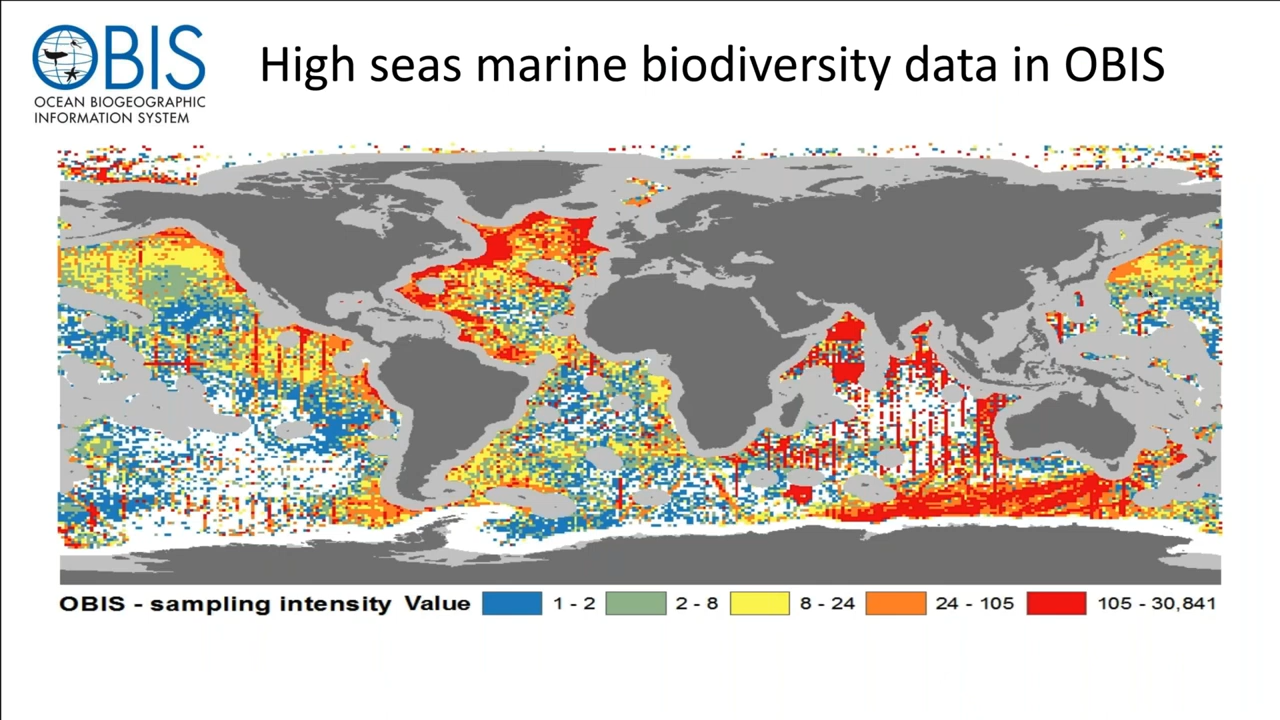 OBIS
OCEAN BIOGEOGRAPHIC
INFORMATION SYSTEM
High seas marine biodiversity data in OBIS
OBIS - sampling intensity Value 1 - 2 2 - 8 8 - 24 24 - 105 105 - 30,841